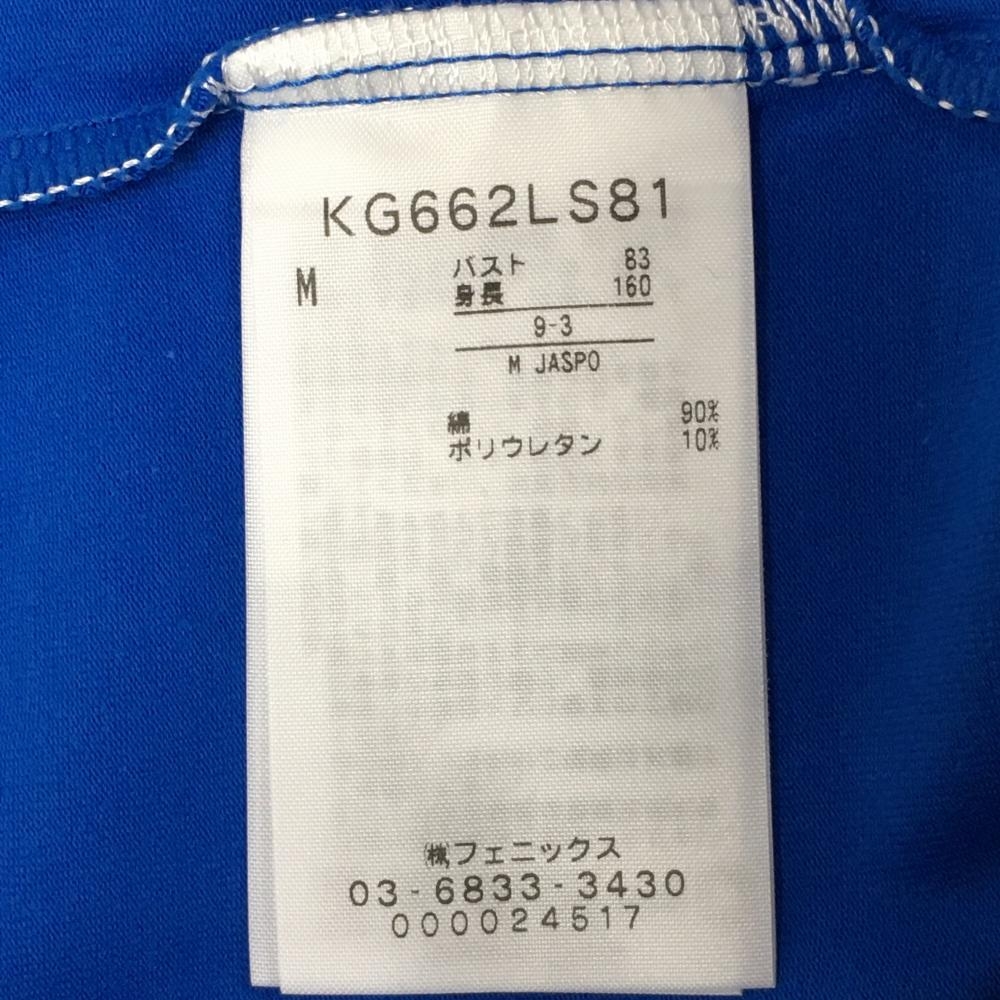 KG662LS81
M バスト 83
身長 160
9-3
M JASPO
綿 90%
ポリウレタン 10%
㈱フェニックス
03-6833-3430
000024517